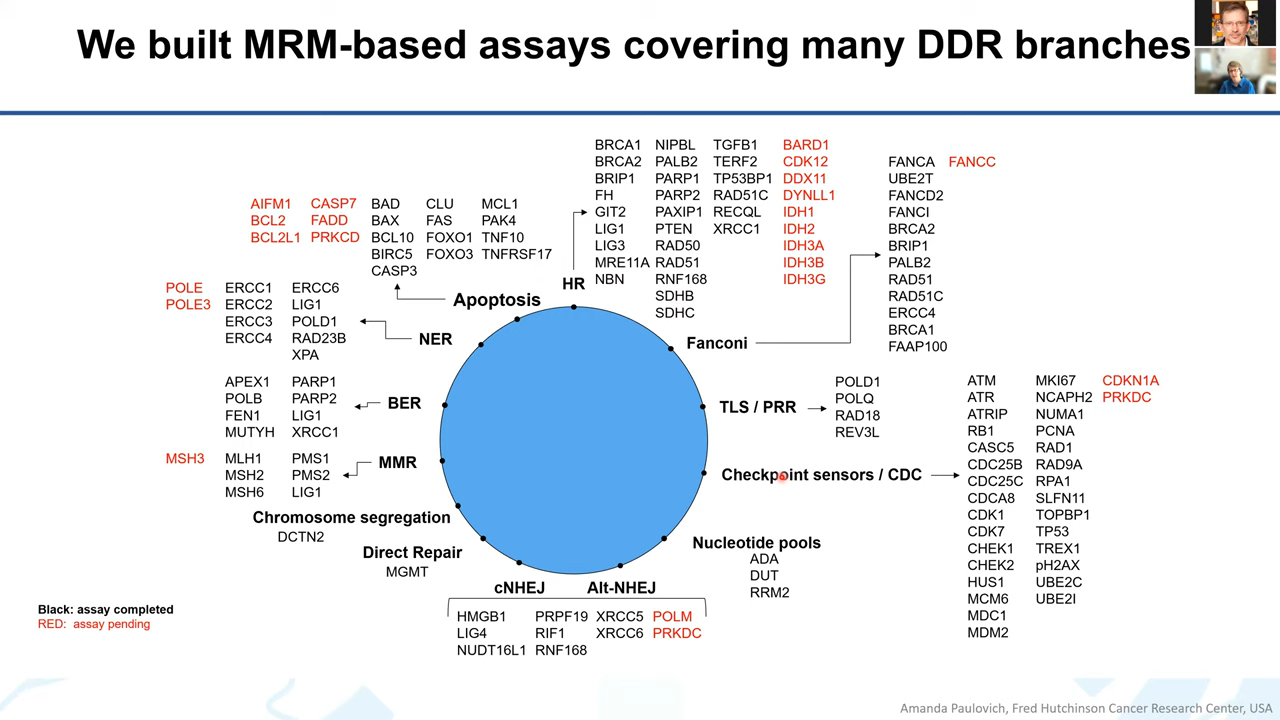 We built MRM-based assays covering many DDR branches
BRCA1 NIPBL TGFB1 BARD1
BRCA2 PALB2 TERF2 CDK12
BRIP1 PARP1 TP53BP1 DDX11
FH PARP2 RAD51C DYNLL1
GIT2 PAXIP1 RECQL IDH1
LIG1 PTEN XRCC1 IDH2
LIG3 RAD50 IDH3A
MRE11A RAD51 IDH3B
NBN RNF168 IDH3G
SDHB
SDHC
HR
FANCA FANCC
UBE2T
FANCD2
FANCI
BRCA2
BRIP1
PALB2
RAD51
RAD51C
ERCC4
BRCA1
FAAP100
Fanconi
AIFM1 CASP7 BAD CLU MCL1
BCL2 FADD BAX FAS PAK4
BCL2L1 PRKCD BCL10 FOXO1 TNF10
BIRC5 FOXO3 TNFRSF17
CASP3
Apoptosis
POLE ERCC1 ERCC6
POLE3 ERCC2 LIG1
ERCC3 POLD1
ERCC4 RAD23B
XPA
NER
APEX1 PARP1
POLB PARP2
FEN1 LIG1
MUTYH XRCC1
BER
MSH3 MLH1 PMS1
MSH2 PMS2
MSH6 LIG1
MMR
TLS / PRR
POLD1
POLQ
RAD18
REV3L
Checkpoint sensors / CDC
ATM MKI67 CDKN1A
ATR NCAPH2 PRKDC
ATRIP NUMA1
RB1 PCNA
CASC5 RAD1
CDC25B RAD9A
CDC25C RPA1
CDCA8 SLFN11
CDK1 TOPBP1
CDK7 TP53
CHEK1 TREX1
CHEK2 pH2AX
HUS1 UBE2C
MCM6 UBE2I
MDC1
MDM2
Chromosome segregation
DCTN2
Direct Repair
MGMT
Nucleotide pools
ADA
DUT
RRM2
cNHEJ Alt-NHEJ
HMGB1 PRPF19 XRCC5 POLM
LIG4 RIF1 XRCC6 PRKDC
NUDT16L1 RNF168
Black: assay completed
RED: assay pending
Amanda Paulovich, Fred Hutchinson Cancer Research Center, USA